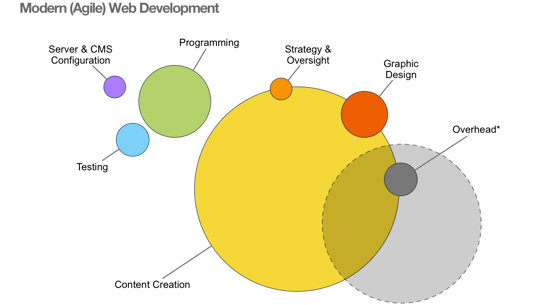 Modern (Agile) Web Development
Programming
Server & CMS
Configuration
Strategy &
Oversight
Graphic
Design
Overhead*
Testing
Content Creation